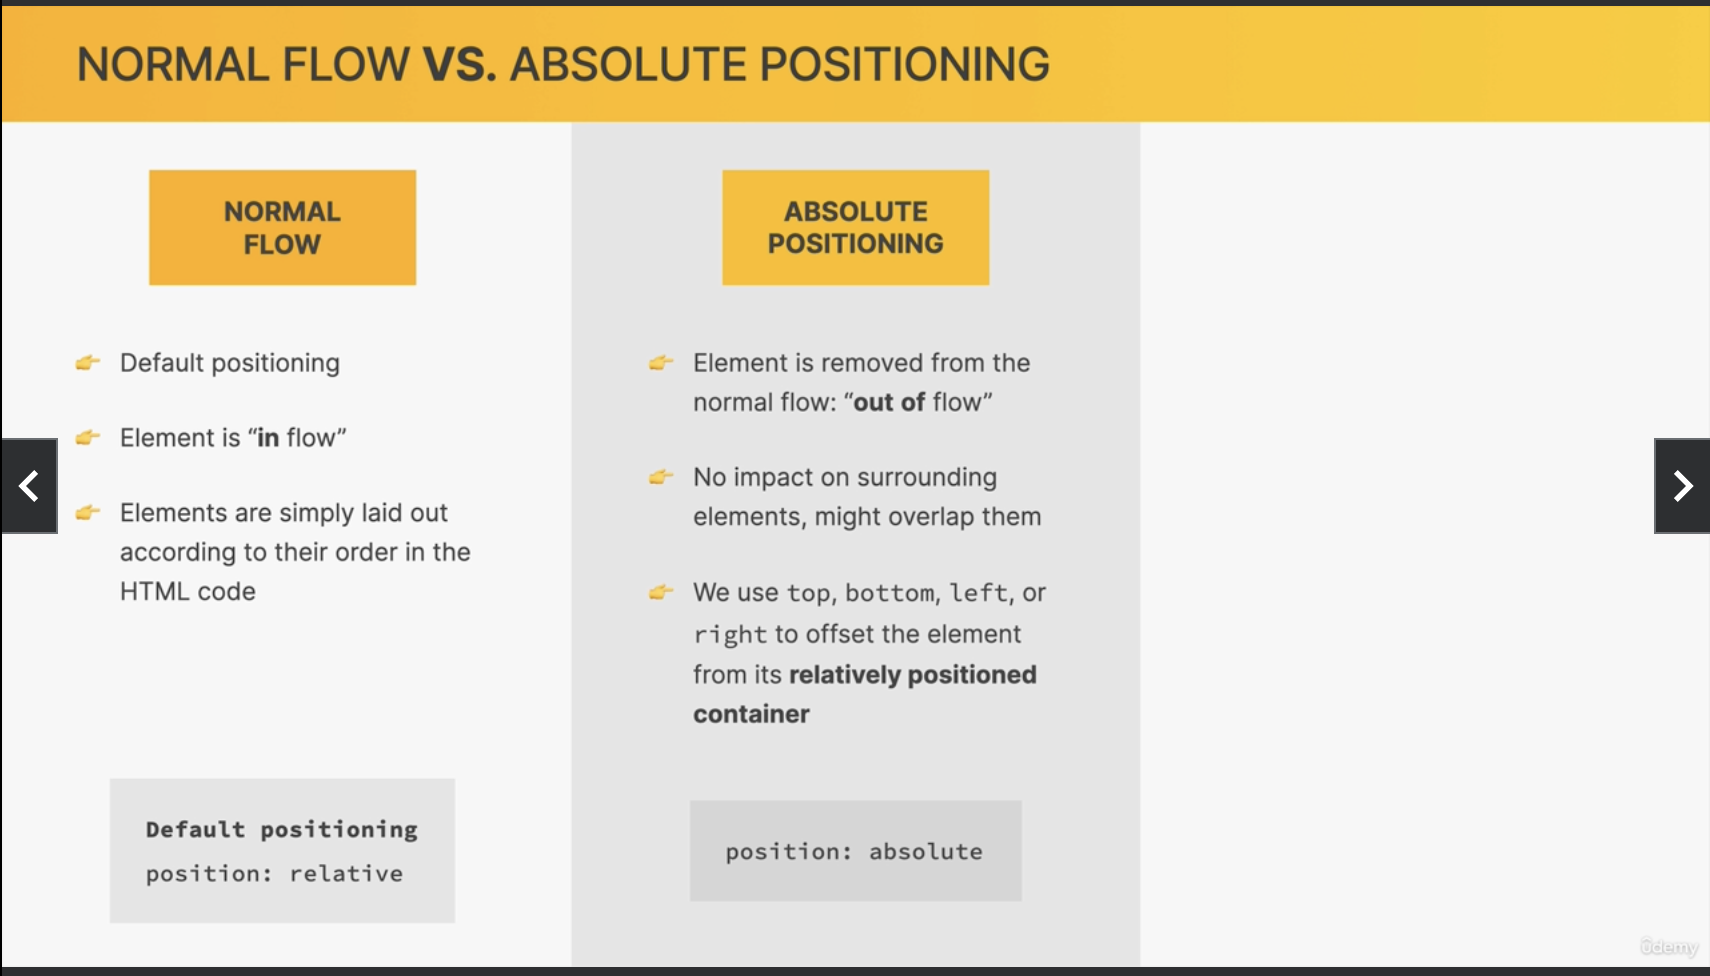 NORMAL FLOW VS. ABSOLUTE POSITIONING
NORMAL
FLOW
Default positioning
Element is “in flow”
Elements are simply laid out
according to their order in the
HTML code
Default positioning
position: relative
ABSOLUTE
POSITIONING
Element is removed from the
normal flow: “out of flow”
No impact on surrounding
elements, might overlap them
We use top, bottom, left, or
right to offset the element
from its relatively positioned
container
position: absolute
ûdemy